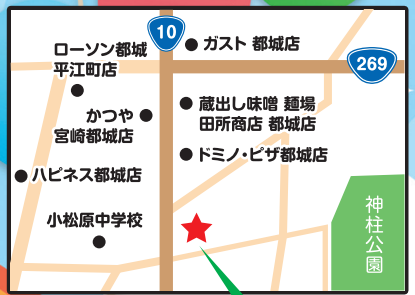 10
ガスト 都城店
ローソン都城
平江町店
269
かつや
宮崎都城店
蔵出し味噌 麺場
田所商店 都城店
ドミノ・ピザ都城店
ハピネス都城店
小松原中学校
神柱公園